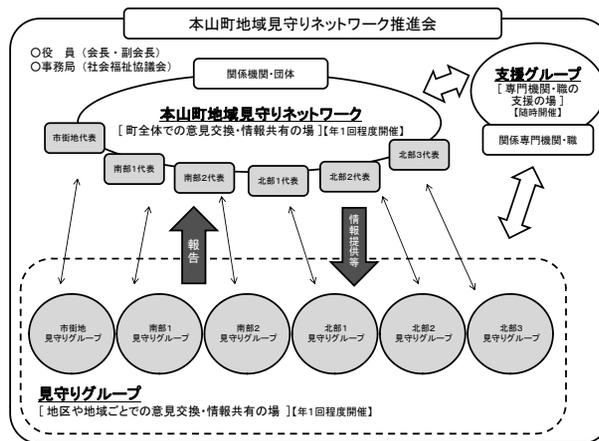 本山町地域見守りネットワーク推進会
○役　員　(会長・副会長)
○事務局　(社会福祉協議会)
関係機関・団体
本山町地域見守りネットワーク
[ 町全体での意見交換・情報共有の場 ]【年1回程度開催】
市街地代表
南部1代表
南部2代表
北部1代表
北部2代表
北部3代表
支援グループ
[ 専門機関・職の
支援の場 ]
【随時開催】
関係専門機関・職
報告
情報提供等
市街地
見守りグループ
南部1
見守りグループ
南部2
見守りグループ
北部1
見守りグループ
北部2
見守りグループ
北部3
見守りグループ
見守りグループ
[ 地区や地域ごとでの意見交換・情報共有の場 ]【年1回程度開催】